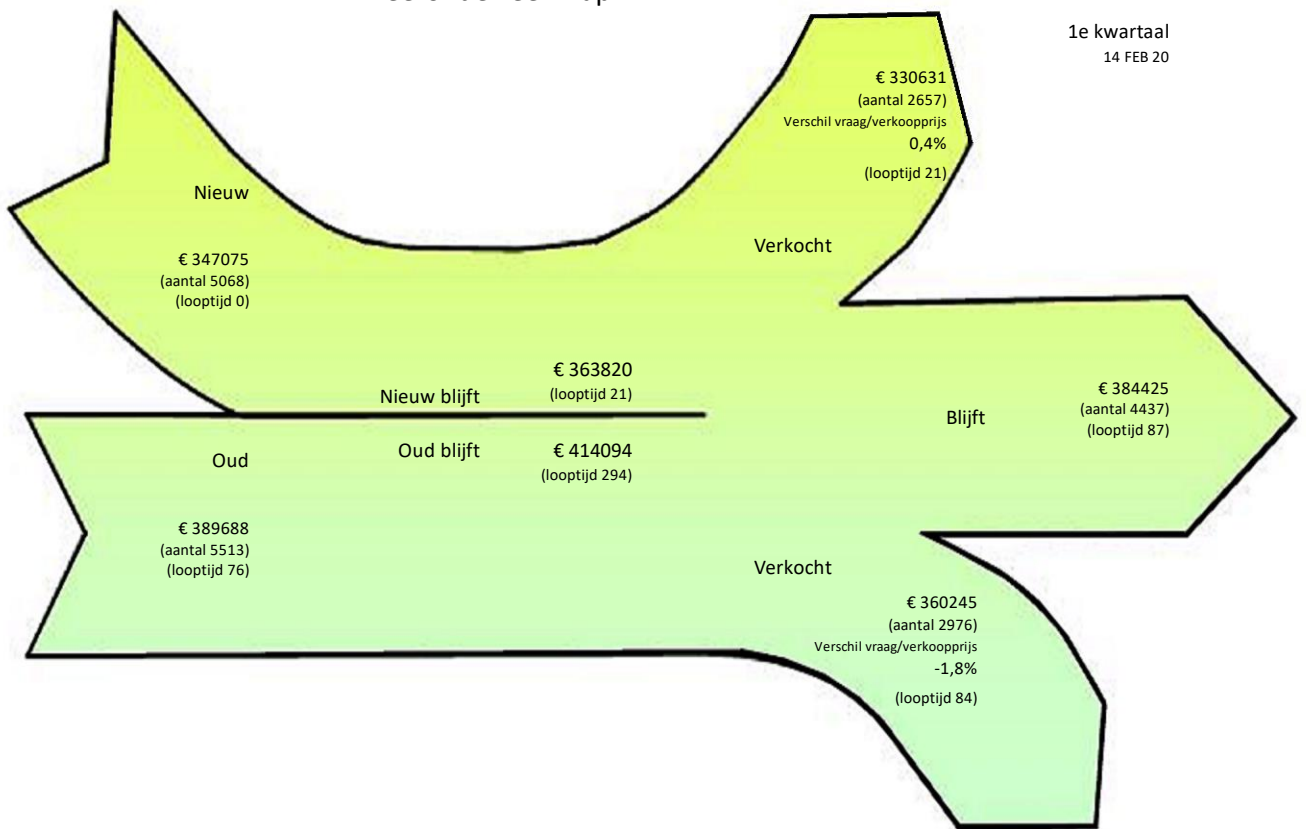 1e kwartaal
14 FEB 20
€ 330631
(aantal 2657)
Verschil vraag/verkoopprijs
0,4%
(looptijd 21)
Nieuw
Verkocht
€ 347075
(aantal 5068)
(looptijd 0)
€ 363820
Nieuw blijft
(looptijd 21)
€ 384425
(aantal 4437)
(looptijd 87)
Blijft
Oud
Oud blijft
€ 414094
(looptijd 294)
€ 389688
(aantal 5513)
(looptijd 76)
Verkocht
€ 360245
(aantal 2976)
Verschil vraag/verkoopprijs
-1,8%
(looptijd 84)